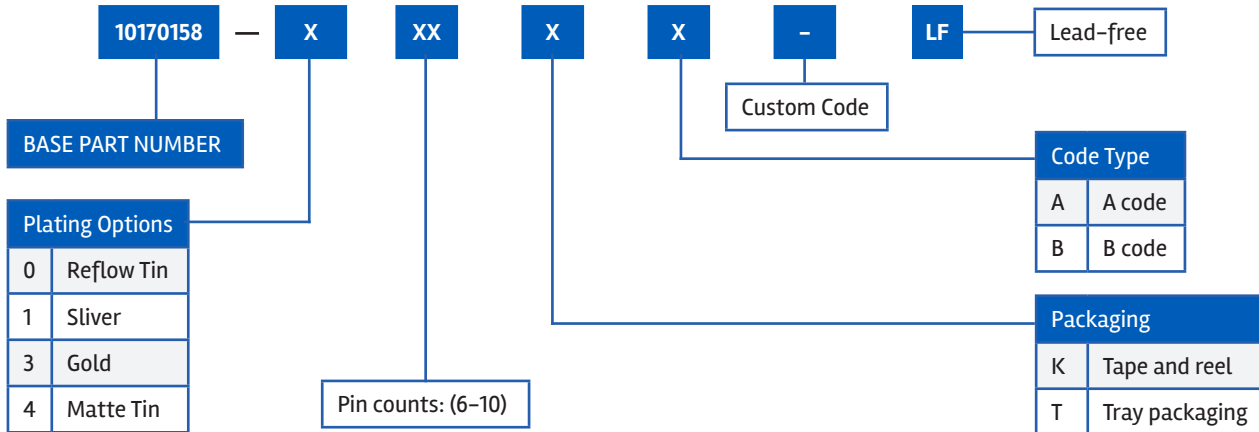 10170158 — X XX X X - LF Lead-free
Custom Code
BASE PART NUMBER
Code Type
A A code
B B code
Plating Options
0 Reflow Tin
1 Sliver
3 Gold
4 Matte Tin
Pin counts: (6-10)
Packaging
K Tape and reel
T Tray packaging